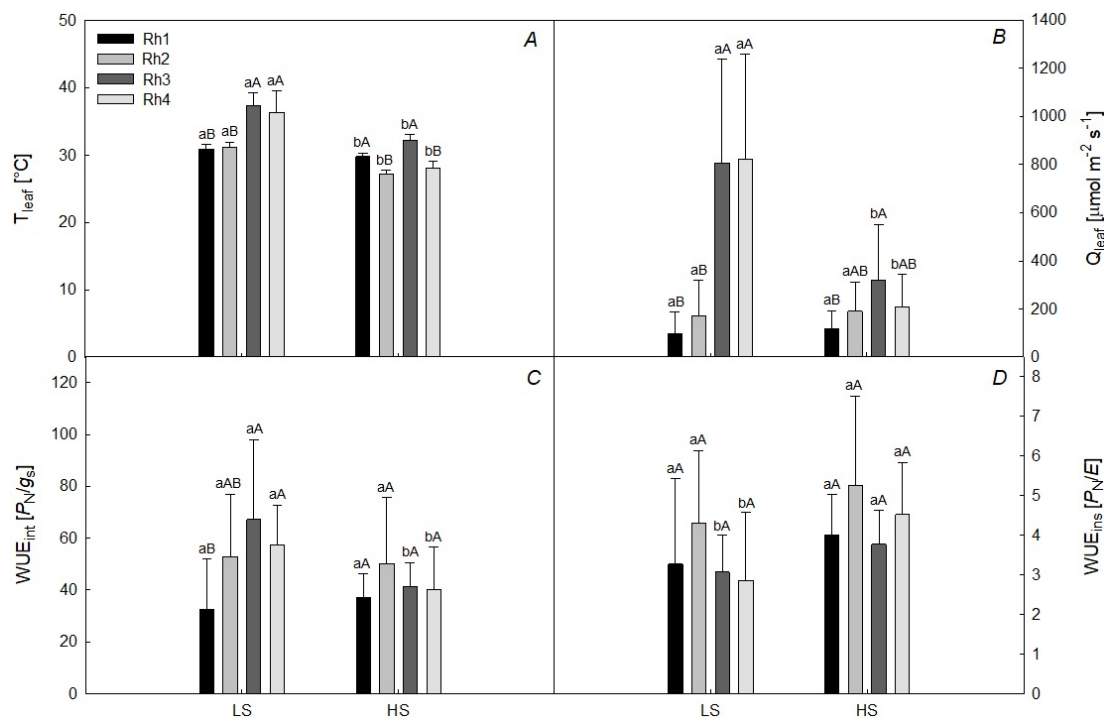 50
40
30
20
10
0
T_leaf [°C]
Rh1
Rh2
Rh3
Rh4
A
aB aB aA aA
bA bB bA bB
B
aB aB aA aA
aB aAB bA bAB
1400
1200
1000
800
600
400
200
0
Q_leaf [μmol m⁻² s⁻¹]
120
100
80
60
40
20
0
WUE_int [P_N/g_s]
C
aB aAB aA aA
aA aA bA bA
LS HS
D
aA aA bA bA
aA aA aA aA
LS HS
8
7
6
5
4
3
2
1
0
WUE_ins [P_N/E]